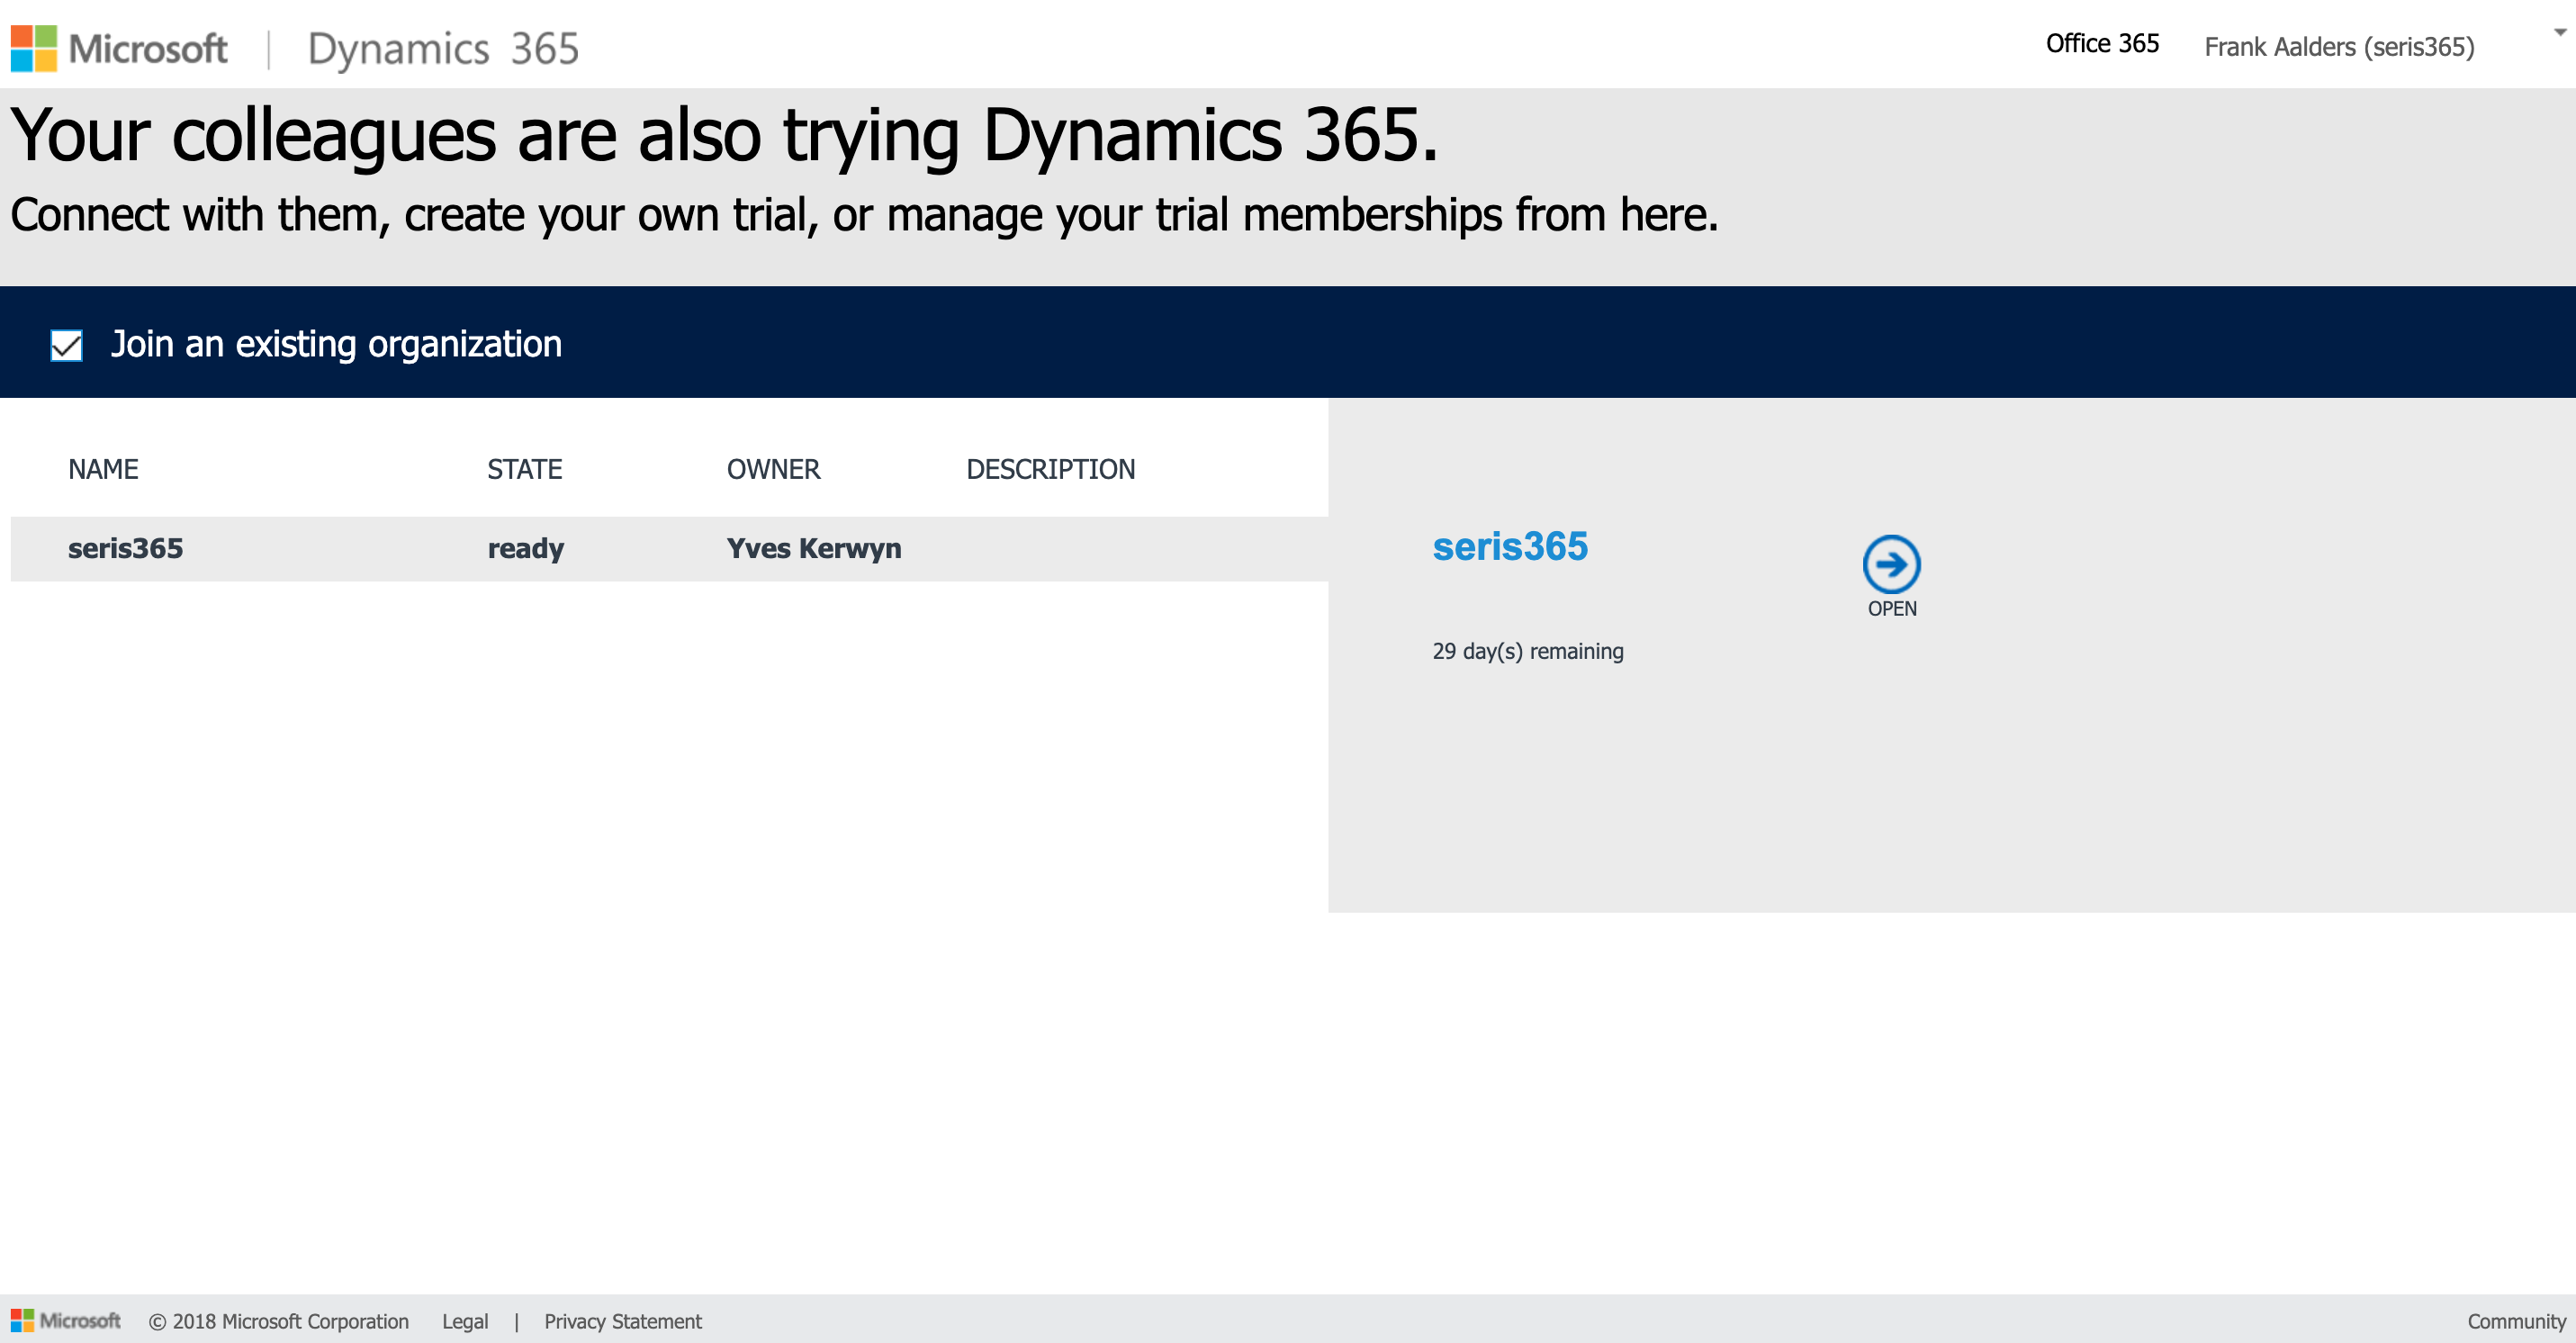 Microsoft | Dynamics 365 Office 365 Frank Aalders (seris365)
Your colleagues are also trying Dynamics 365.
Connect with them, create your own trial, or manage your trial memberships from here.
Join an existing organization
NAME STATE OWNER DESCRIPTION
seris365 ready Yves Kerwyn
seris365
OPEN
29 day(s) remaining
Microsoft © 2018 Microsoft Corporation Legal | Privacy Statement Community